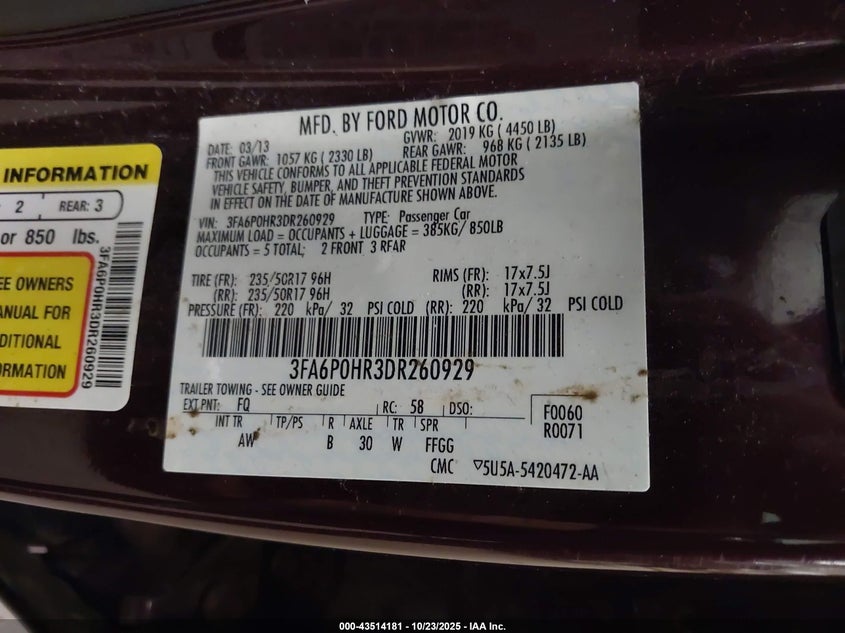 INFORMATION
2 REAR: 3
or 850 lbs.
EE OWNERS
ANUAL FOR
DITIONAL
ORMATION
3FA6P0HR3DR260929
MFD. BY FORD MOTOR CO.
DATE: 03/13 GVWR: 2019 KG ( 4450 LB)
FRONT GAWR: 1057 KG ( 2330 LB) REAR GAWR: 968 KG ( 2135 LB)
THIS VEHICLE CONFORMS TO ALL APPLICABLE FEDERAL MOTOR
VEHICLE SAFETY, BUMPER, AND THEFT PREVENTION STANDARDS
IN EFFECT ON THE DATE OF MANUFACTURE SHOWN ABOVE.
VIN: 3FA6P0HR3DR260929 TYPE: Passenger Car
MAXIMUM LOAD = OCCUPANTS + LUGGAGE = 385KG/ 850LB
OCCUPANTS = 5 TOTAL; 2 FRONT 3 REAR
TIRE (FR): 235/50R17 96H RIMS (FR): 17x7.5J
(RR): 235/50R17 96H (RR): 17x7.5J
PRESSURE (FR): 220 kPa/ 32 PSI COLD (RR): 220 kPa/ 32 PSI COLD
3FA6P0HR3DR260929
TRAILER TOWING - SEE OWNER GUIDE
EXT PNT: FQ RC: 58 DSO: F0060
R0071
INT TR TP/PS R AXLE TR SPR
AW B 30 W FFGG
CMC ▽5U5A-5420472-AA
000-43514181 - 10/23/2025 - IAA Inc.